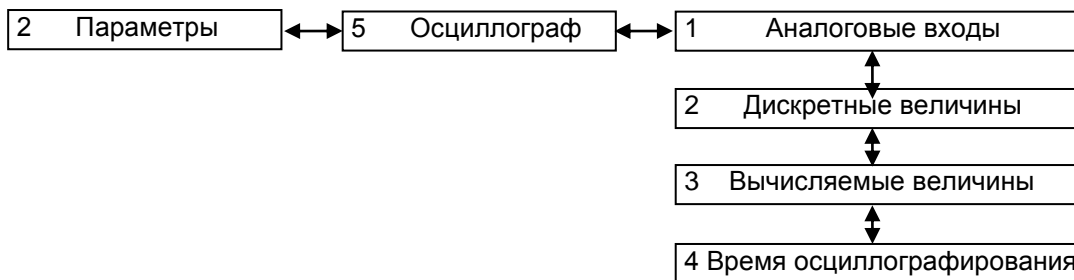 2 Параметры
5 Осциллограф
1 Аналоговые входы
2 Дискретные величины
3 Вычисляемые величины
4 Время осциллографирования